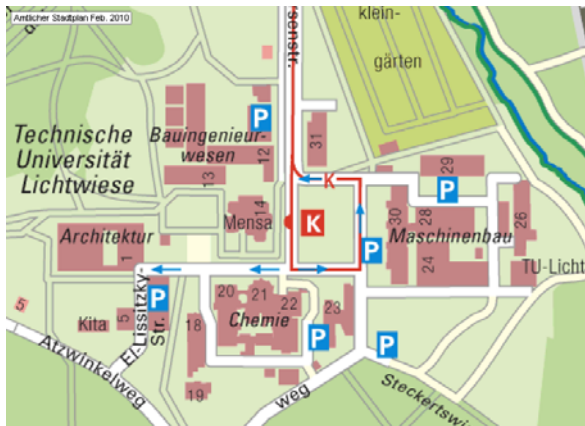 Amtlicher Stadtplan Feb. 2010
senstr.
klein-
gärten
P
31
29
Technische
Universität
Lichtwiese
Bauingenieur-
wesen
12
13
K
P
Mensa
14
K
30
28
26
Architektur
1
P
Maschinenbau
24
TU-Licht
El-Lissitzky-
Str.
P
20
21
22
23
5
Kita
5
18
Chemie
P
P
Atzwinkelweg
19
weg
Steckertswi